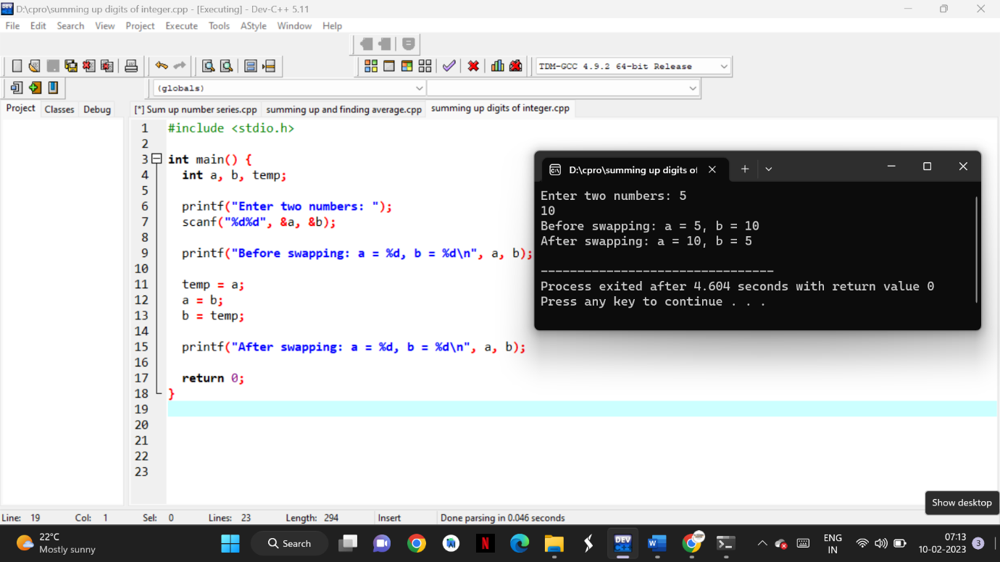 D:\cpro\summing up digits of integer.cpp - [Executing] - Dev-C++ 5.11
File Edit Search View Project Execute Tools AStyle Window Help
TDM-GCC 4.9.2 64-bit Release
(globals)
Project Classes Debug
[*] Sum up number series.cpp summing up and finding average.cpp summing up digits of integer.cpp
1 #include <stdio.h>
2
3 int main() {
4 int a, b, temp;
5
6 printf("Enter two numbers: ");
7 scanf("%d%d", &a, &b);
8
9 printf("Before swapping: a = %d, b = %d\n", a, b);
10
11 temp = a;
12 a = b;
13 b = temp;
14
15 printf("After swapping: a = %d, b = %d\n", a, b);
16
17 return 0;
18 }
19
20
21
22
23
D:\cpro\summing up digits of
Enter two numbers: 5
10
Before swapping: a = 5, b = 10
After swapping: a = 10, b = 5
--------------------------------
Process exited after 4.604 seconds with return value 0
Press any key to continue . . .
Show desktop
Line: 19 Col: 1 Sel: 0 Lines: 23 Length: 294 Insert Done parsing in 0.046 seconds
22°C
Mostly sunny
Search
DEV
ENG
IN
07:13
10-02-2023
3